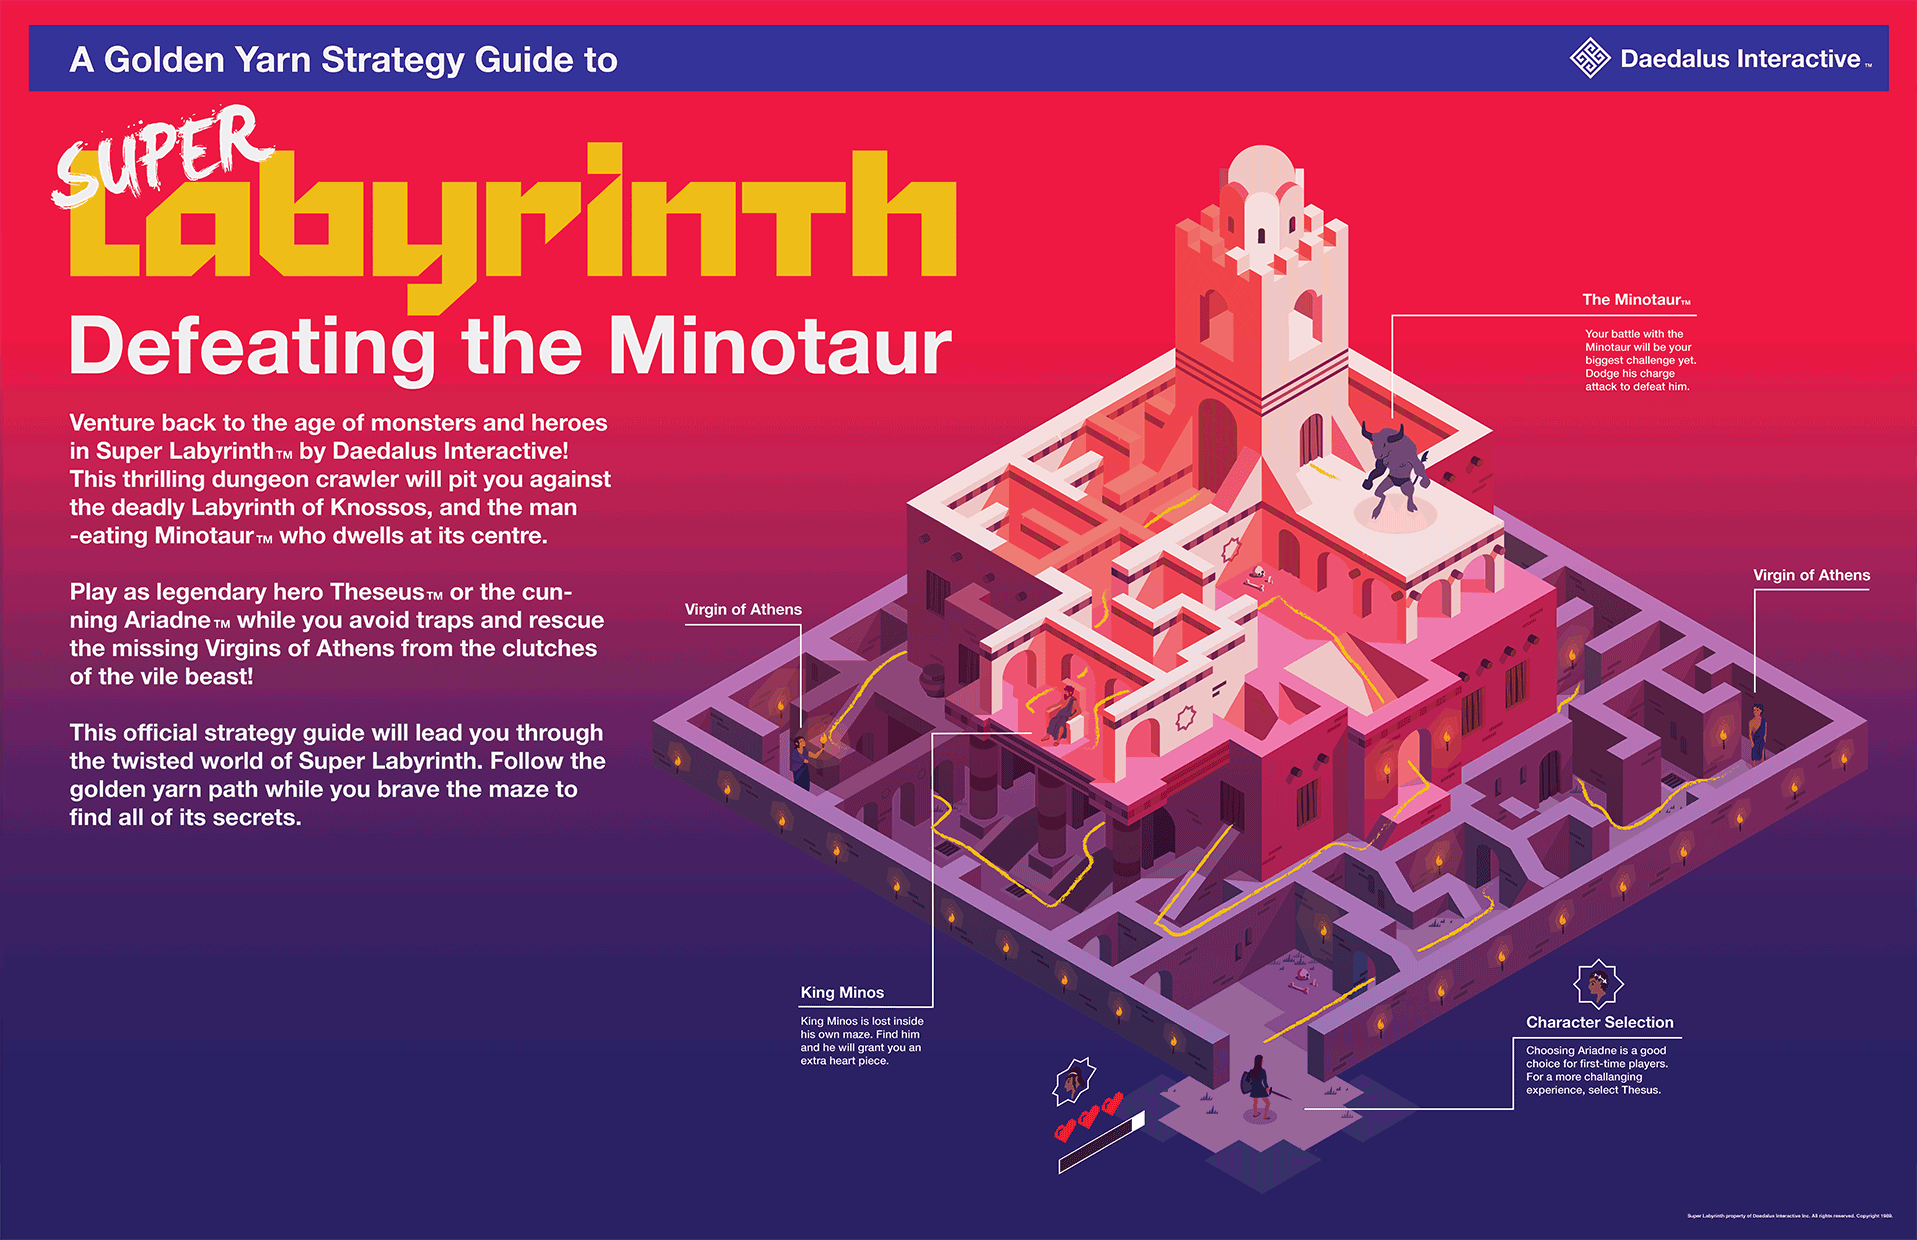 A Golden Yarn Strategy Guide to
Daedalus Interactive™
SUPER
Labyrinth
Defeating the Minotaur
Venture back to the age of monsters and heroes
in Super Labyrinth™ by Daedalus Interactive!
This thrilling dungeon crawler will pit you against
the deadly Labyrinth of Knossos, and the man
-eating Minotaur™ who dwells at its centre.
Play as legendary hero Theseus™ or the cun-
ning Ariadne™ while you avoid traps and rescue
the missing Virgins of Athens from the clutches
of the vile beast!
This official strategy guide will lead you through
the twisted world of Super Labyrinth. Follow the
golden yarn path while you brave the maze to
find all of its secrets.
The Minotaur™
Your battle with the
Minotaur will be your
biggest challenge yet.
Dodge his charge
attack to defeat him.
Virgin of Athens
Virgin of Athens
King Minos
King Minos is lost inside
his own maze. Find him
and he will grant you an
extra heart piece.
Character Selection
Choosing Ariadne is a good
choice for first-time players.
For a more challanging
experience, select Thesus.
Super Labyrinth property of Daedalus Interactive Inc. All rights reserved. Copyright 1989.